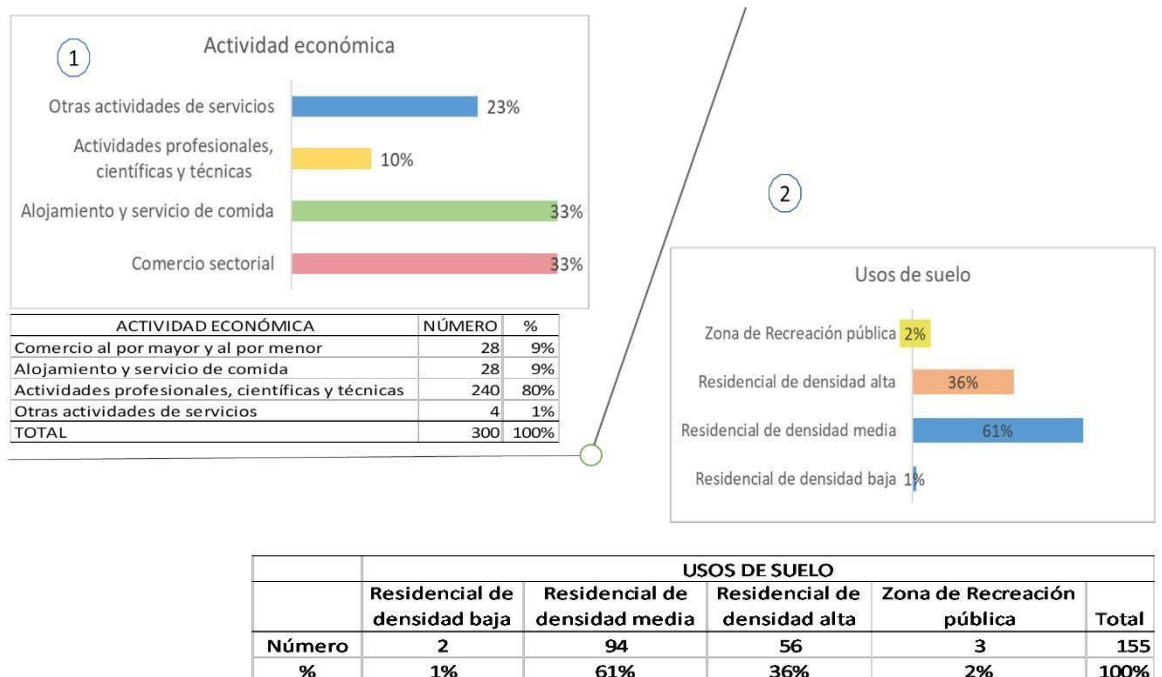 1
Actividad económica
Otras actividades de servicios 23%
Actividades profesionales,
científicas y técnicas 10%
Alojamiento y servicio de comida 33%
Comercio sectorial 33%
ACTIVIDAD ECONÓMICA NÚMERO %
Comercio al por mayor y al por menor 28 9%
Alojamiento y servicio de comida 28 9%
Actividades profesionales, científicas y técnicas 240 80%
Otras actividades de servicios 4 1%
TOTAL 300 100%
2
Usos de suelo
Zona de Recreación pública 2%
Residencial de densidad alta 36%
Residencial de densidad media 61%
Residencial de densidad baja 1%
USOS DE SUELO
Residencial de densidad baja Residencial de densidad media Residencial de densidad alta Zona de Recreación pública Total
Número 2 94 56 3 155
% 1% 61% 36% 2% 100%